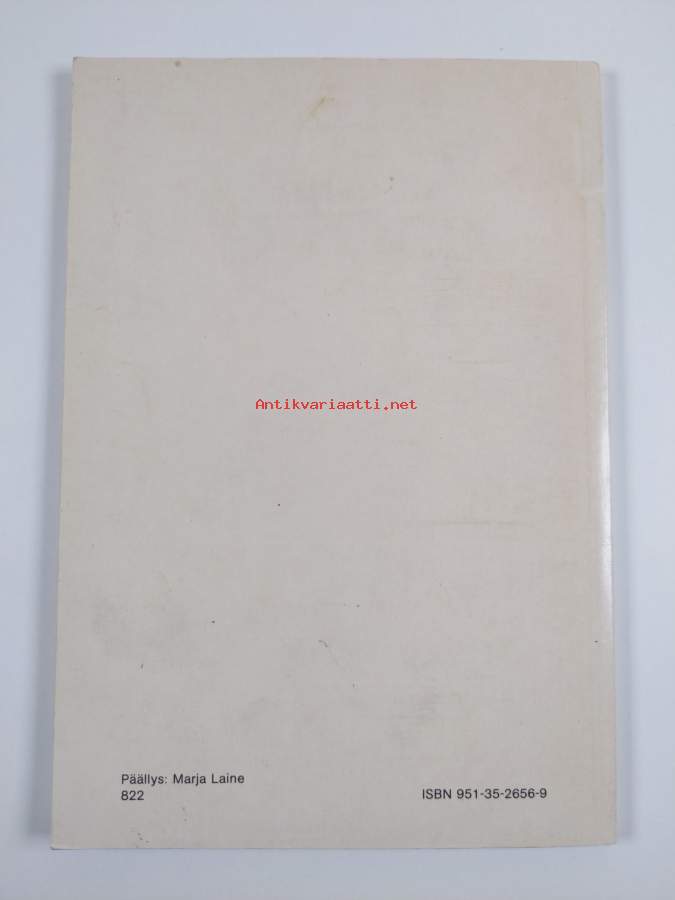 Antikvariaatti.net
Päällys: Marja Laine
822
ISBN 951-35-2656-9